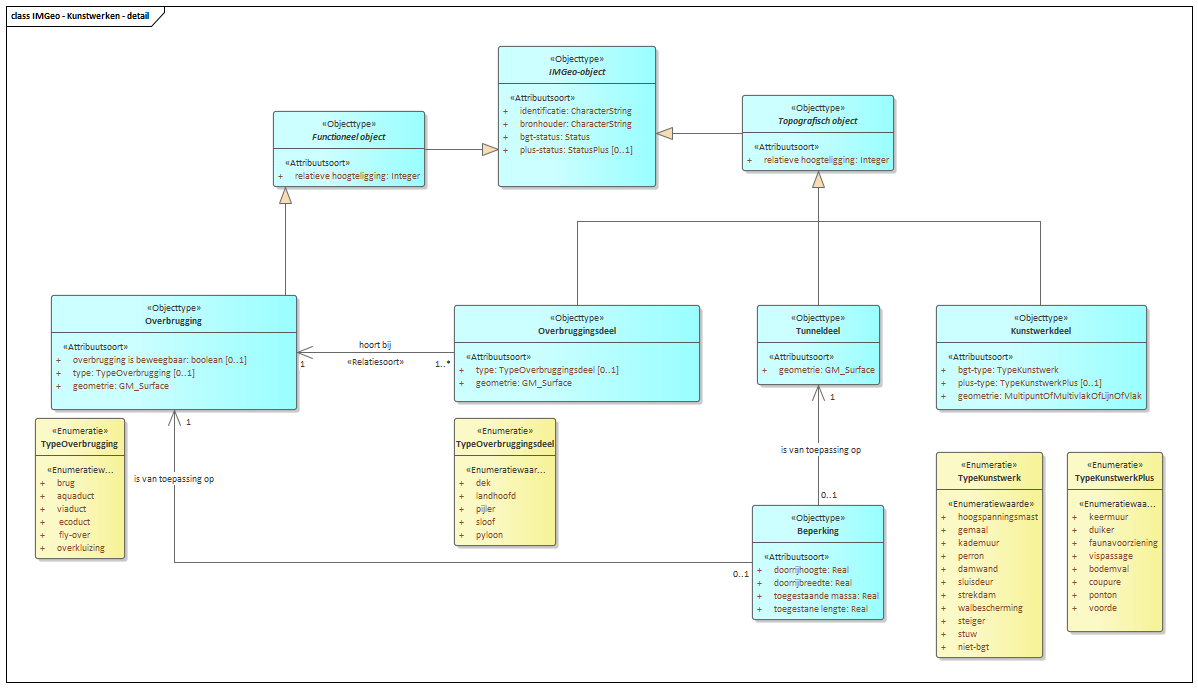 class IMGeo - Kunstwerken - detail
«Objecttype»
IMGeo-object
«Attribuutsoort»
+ identificatie: CharacterString
+ bronhouder: CharacterString
+ bgt-status: Status
+ plus-status: StatusPlus [0..1]
«Objecttype»
Functioneel object
«Attribuutsoort»
+ relatieve hoogteligging: Integer
«Objecttype»
Topografisch object
«Attribuutsoort»
+ relatieve hoogteligging: Integer
«Objecttype»
Overbrugging
«Attribuutsoort»
+ overbrugging is beweegbaar: boolean [0..1]
+ type: TypeOverbrugging [0..1]
+ geometrie: GM_Surface
hoort bij
«Relatiesoort»
1
1..*
«Objecttype»
Overbruggingsdeel
«Attribuutsoort»
+ type: TypeOverbruggingsdeel [0..1]
+ geometrie: GM_Surface
«Objecttype»
Tunneldeel
«Attribuutsoort»
+ geometrie: GM_Surface
«Objecttype»
Kunstwerkdeel
«Attribuutsoort»
+ bgt-type: TypeKunstwerk
+ plus-type: TypeKunstwerkPlus [0..1]
+ geometrie: MultipuntOfMultivlakOfLijnOfVlak
«Enumeratie»
TypeOverbrugging
«Enumeratiew...
+ brug
+ aquaduct
+ viaduct
+ ecoduct
+ fly-over
+ overkluizing
1
is van toepassing op
0..1
«Enumeratie»
TypeOverbruggingsdeel
«Enumeratiewaar...
+ dek
+ landhoofd
+ pijler
+ sloof
+ pyloon
1
is van toepassing op
0..1
«Objecttype»
Beperking
«Attribuutsoort»
+ doorrijhoogte: Real
+ doorrijbreedte: Real
+ toegestaande massa: Real
+ toegestane lengte: Real
«Enumeratie»
TypeKunstwerk
«Enumeratiewaarde»
+ hoogspanningsmast
+ gemaal
+ kademuur
+ perron
+ damwand
+ sluisdeur
+ strekdam
+ walbescherming
+ steiger
+ stuw
+ niet-bgt
«Enumeratie»
TypeKunstwerkPlus
«Enumeratiewaa...
+ keermuur
+ duiker
+ faunavoorziening
+ vispassage
+ bodemval
+ coupure
+ ponton
+ voorde